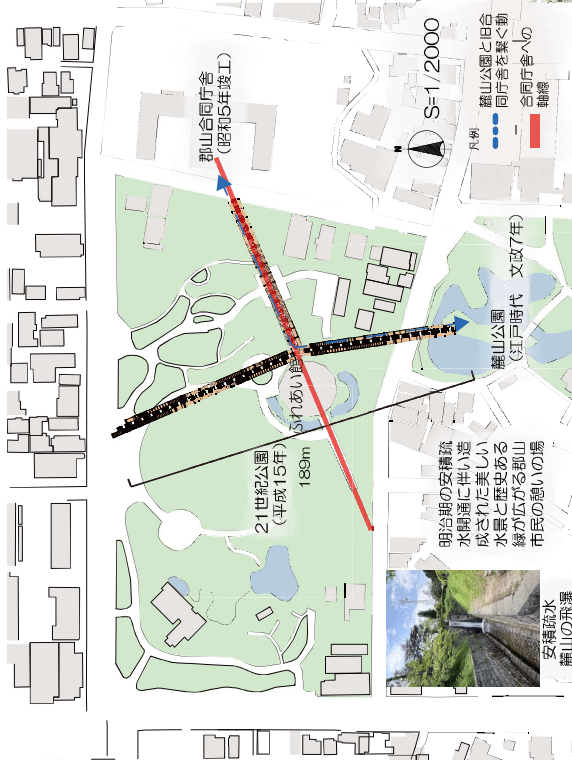 郡山合同庁舎
（昭和5年竣工）
S=1/2000
N
凡例
麓山公園と旧合
同庁舎を繋ぐ動
合同庁舎への
軸線
ふれあい館
21世紀公園
（平成15年）
189m
麓山公園
（江戸時代　文政7年）
明治期の安積疏
水開通に伴い造
成された美しい
水景と歴史ある
緑が広がる郡山
市民の憩いの場
安積疏水
麓山の飛瀑